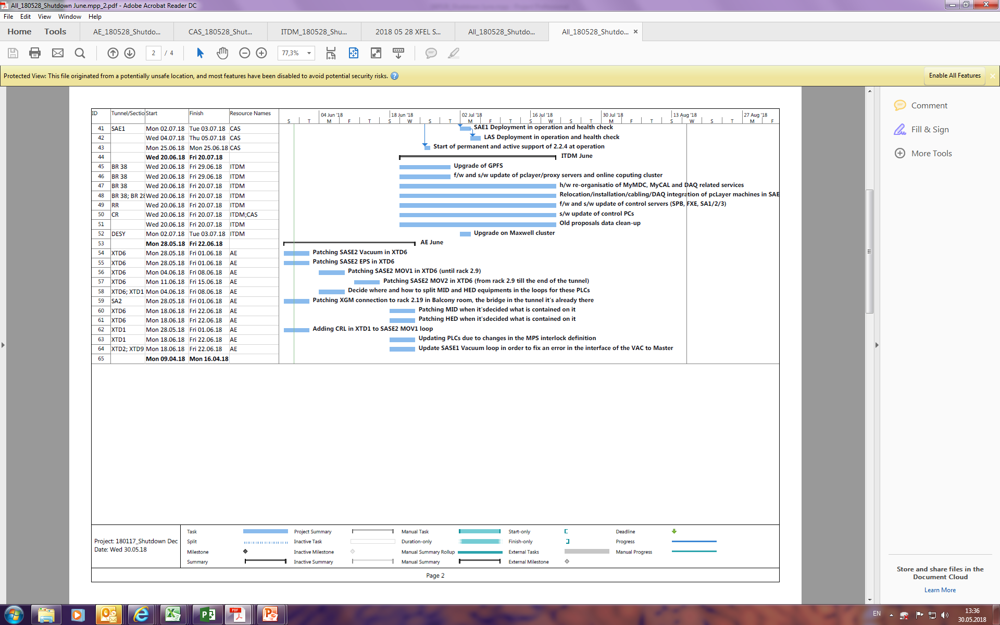 All_180528_Shutdown June.mpp_2.pdf - Adobe Acrobat Reader DC
File Edit View Window Help
Home Tools AE_180528_Shutdo... CAS_180528_Shut... ITDM_180528_Shu... 2018 05 28 XFEL S... All_180528_Shutdo... All_180528_Shutdo... ×
2 / 4 77,3%
Protected View: This file originated from a potentially unsafe location, and most features have been disabled to avoid potential security risks. ? Enable All Features
Comment
Fill & Sign
More Tools
ID Tunnel/Sectio Start Finish Resource Names 04 Jun '18 18 Jun '18 02 Jul '18 16 Jul '18 30 Jul '18 13 Aug '18 27 Aug '18
S T M F T S W S T M F T S W S T M F T S W S T M F
41 SAE1 Mon 02.07.18 Tue 03.07.18 CAS SAE1 Deployment in operation and health check
42 Wed 04.07.18 Thu 05.07.18 CAS LAS Deployment in operation and health check
43 Mon 25.06.18 Mon 25.06.18 CAS Start of permanent and active support of 2.2.4 at operation
44 Wed 20.06.18 Fri 20.07.18 ITDM June
45 BR 38 Wed 20.06.18 Fri 29.06.18 ITDM Upgrade of GPFS
46 BR 38 Wed 20.06.18 Fri 29.06.18 ITDM f/w and s/w update of pclayer/proxy servers and online coputing cluster
47 BR 38 Wed 20.06.18 Fri 20.07.18 ITDM h/w re-organisatio of MyMDC, MyCAL and DAQ related services
48 BR 38; BR 28 Wed 20.06.18 Fri 20.07.18 ITDM Relocation/installation/cabling/DAQ integration of pcLayer machines in SAE
49 RR Wed 20.06.18 Fri 20.07.18 ITDM f/w and s/w update of control servers (SPB, FXE, SA1/2/3)
50 CR Wed 20.06.18 Fri 20.07.18 ITDM;CAS s/w update of control PCs
51 Wed 20.06.18 Fri 20.07.18 ITDM Old proposals data clean-up
52 DESY Mon 02.07.18 Tue 03.07.18 ITDM Upgrade on Maxwell cluster
53 Mon 28.05.18 Fri 22.06.18 AE June
54 XTD6 Mon 28.05.18 Fri 01.06.18 AE Patching SASE2 Vacuum in XTD6
55 XTD6 Mon 28.05.18 Fri 01.06.18 AE Patching SASE2 EPS in XTD6
56 XTD6 Mon 04.06.18 Fri 08.06.18 AE Patching SASE2 MOV1 in XTD6 (until rack 2.9)
57 XTD6 Mon 11.06.18 Fri 15.06.18 AE Patching SASE2 MOV2 in XTD6 (from rack 2.9 till the end of the tunnel)
58 XTD6; XTD1 Mon 04.06.18 Fri 08.06.18 AE Decide where and how to split MID and HED equipments in the loops for these PLCs
59 SA2 Mon 28.05.18 Fri 01.06.18 AE Patching XGM connection to rack 2.19 in Balcony room, the bridge in the tunnel it's already there
60 XTD6 Mon 18.06.18 Fri 22.06.18 AE Patching MID when it'sdecided what is contained on it
61 XTD6 Mon 18.06.18 Fri 22.06.18 AE Patching HED when it'sdecided what is contained on it
62 XTD1 Mon 28.05.18 Fri 01.06.18 AE Adding CRL in XTD1 to SASE2 MOV1 loop
63 XTD1 Mon 18.06.18 Fri 22.06.18 AE Updating PLCs due to changes in the MPS interlock definition
64 XTD2; XTD9 Mon 18.06.18 Fri 22.06.18 AE Update SASE1 Vacuum loop in order to fix an error in the interface of the VAC to Master
65 Mon 09.04.18 Mon 16.04.18
Project: 180117_Shutdown Dec
Date: Wed 30.05.18
Task Project Summary Manual Task Start-only Deadline
Split Inactive Task Duration-only Finish-only Progress
Milestone Inactive Milestone Manual Summary Rollup External Tasks Manual Progress
Summary Inactive Summary Manual Summary External Milestone
Page 2
Store and share files in the
Document Cloud
Learn More
EN 13:36
30.05.2018